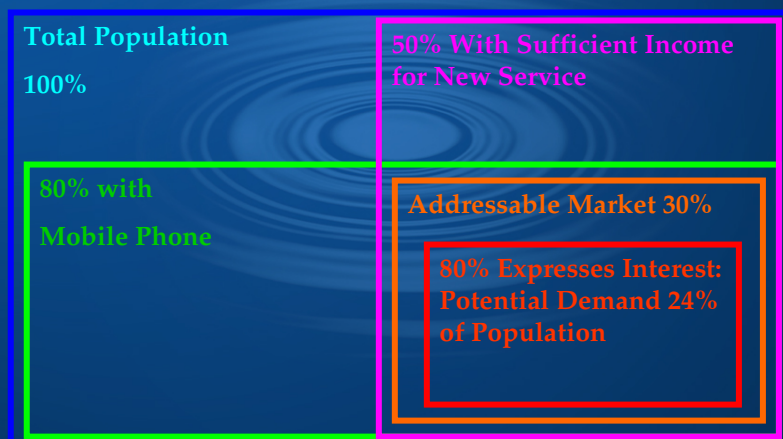 Total Population
100%
50% With Sufficient Income
for New Service
80% with
Mobile Phone
Addressable Market 30%
80% Expresses Interest:
Potential Demand 24%
of Population